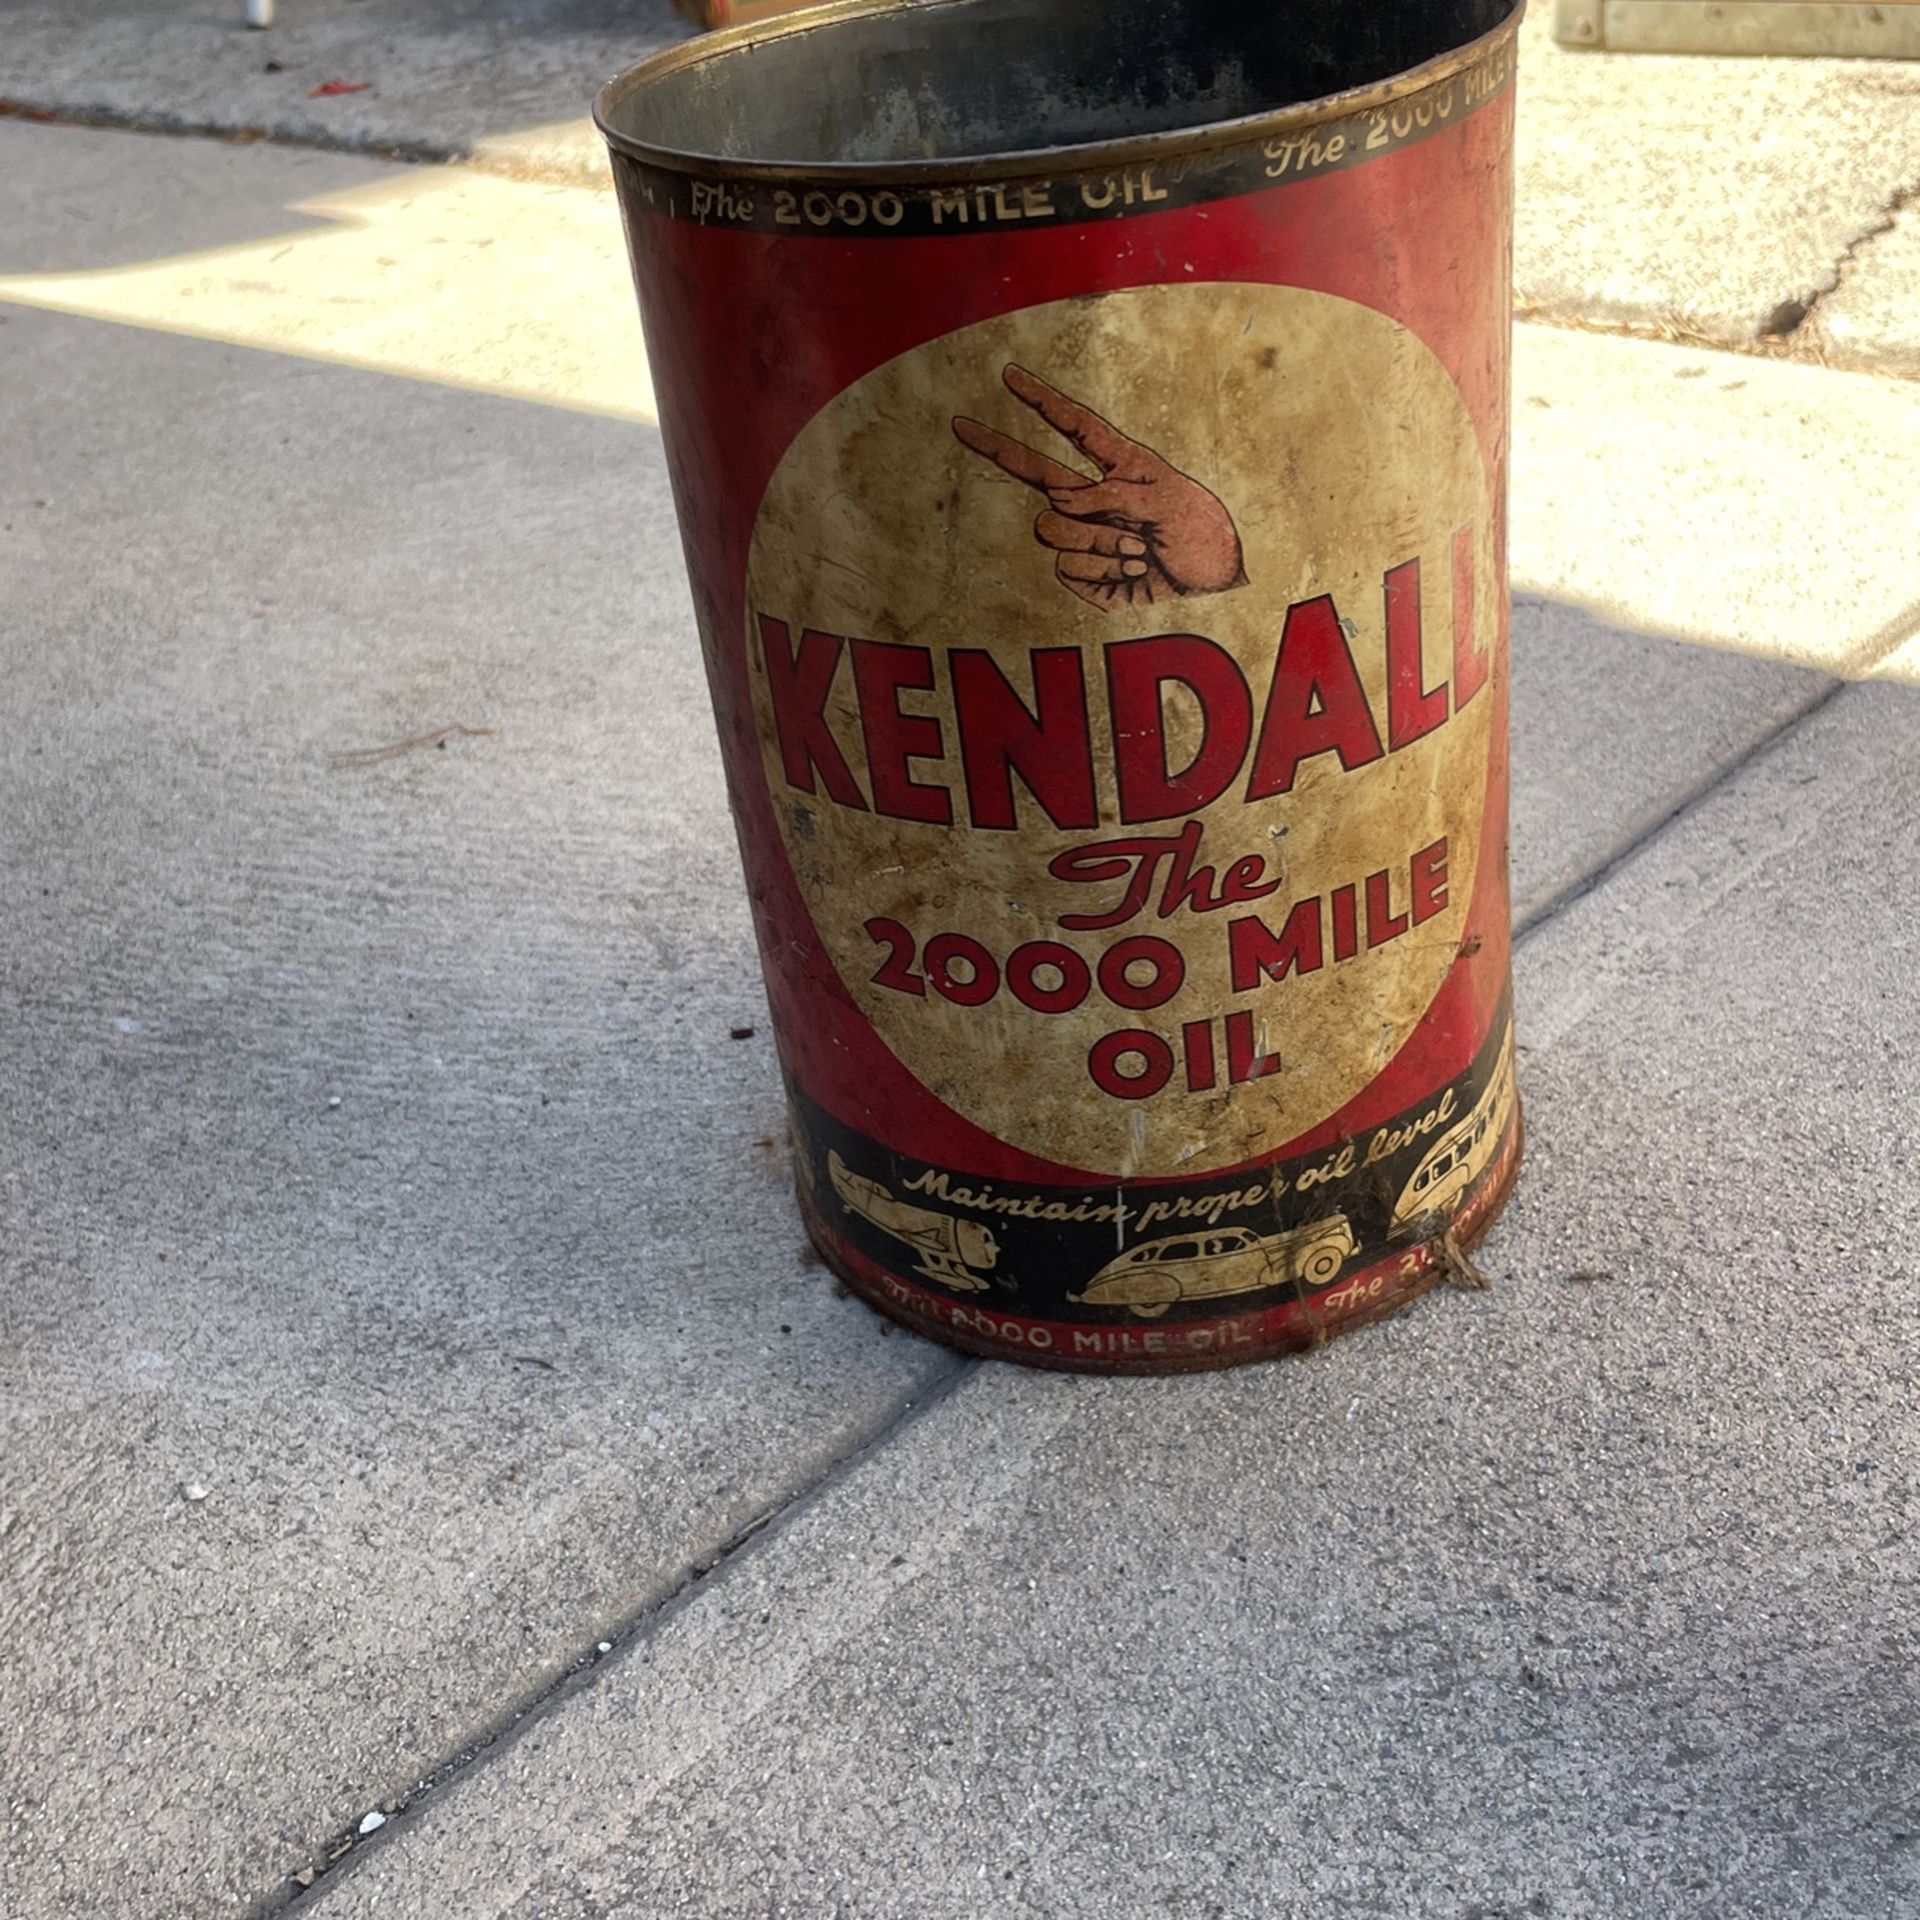 The 2000 MILE OIL The 2000 MILE
KENDALL
The
2000 MILE
OIL
Maintain proper oil level
The 2000 MILE OIL The